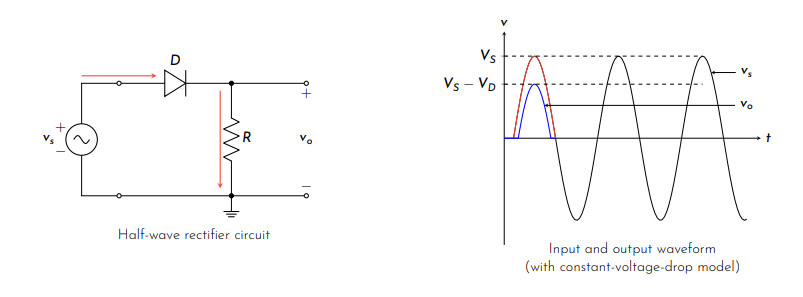 D
+
vs
−
R
+
vo
−
Half-wave rectifier circuit
v
VS
VS − VD
vs
vo
t
Input and output waveform
(with constant-voltage-drop model)